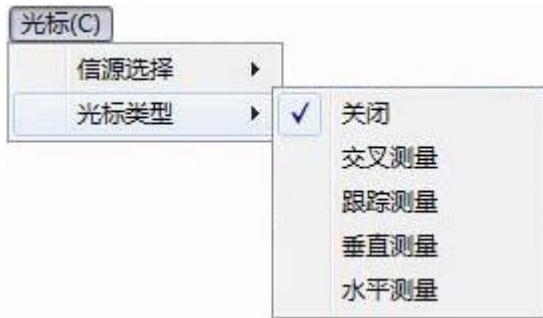 光标(C)
信源选择
光标类型
关闭
交叉测量
跟踪测量
垂直测量
水平测量